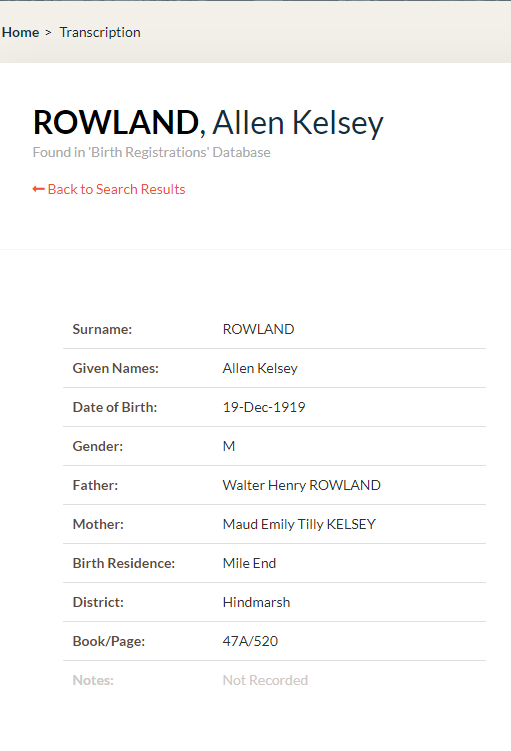 Home > Transcription
ROWLAND, Allen Kelsey
Found in 'Birth Registrations' Database
Back to Search Results
Surname: ROWLAND
Given Names: Allen Kelsey
Date of Birth: 19-Dec-1919
Gender: M
Father: Walter Henry ROWLAND
Mother: Maud Emily Tilly KELSEY
Birth Residence: Mile End
District: Hindmarsh
Book/Page: 47A/520
Notes: Not Recorded